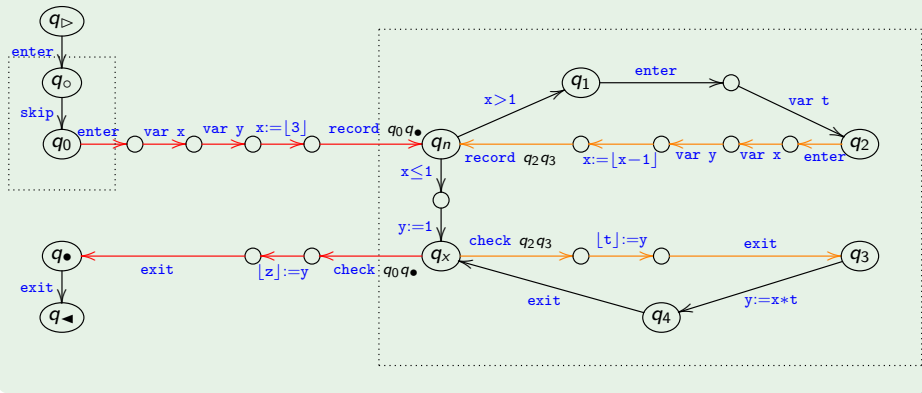 q▷
enter
q○
q1
enter
skip
x>1
var t
q0
enter
var x
var y
x:=⌊3⌋
record q0q●
qn
record q2q3
x:=⌊x−1⌋
var y
var x
enter
q2
x≤1
y:=1
q●
exit
⌊z⌋:=y
check q0q●
qx
check q2q3
⌊t⌋:=y
exit
q3
exit
q◄
exit
q4
y:=x*t